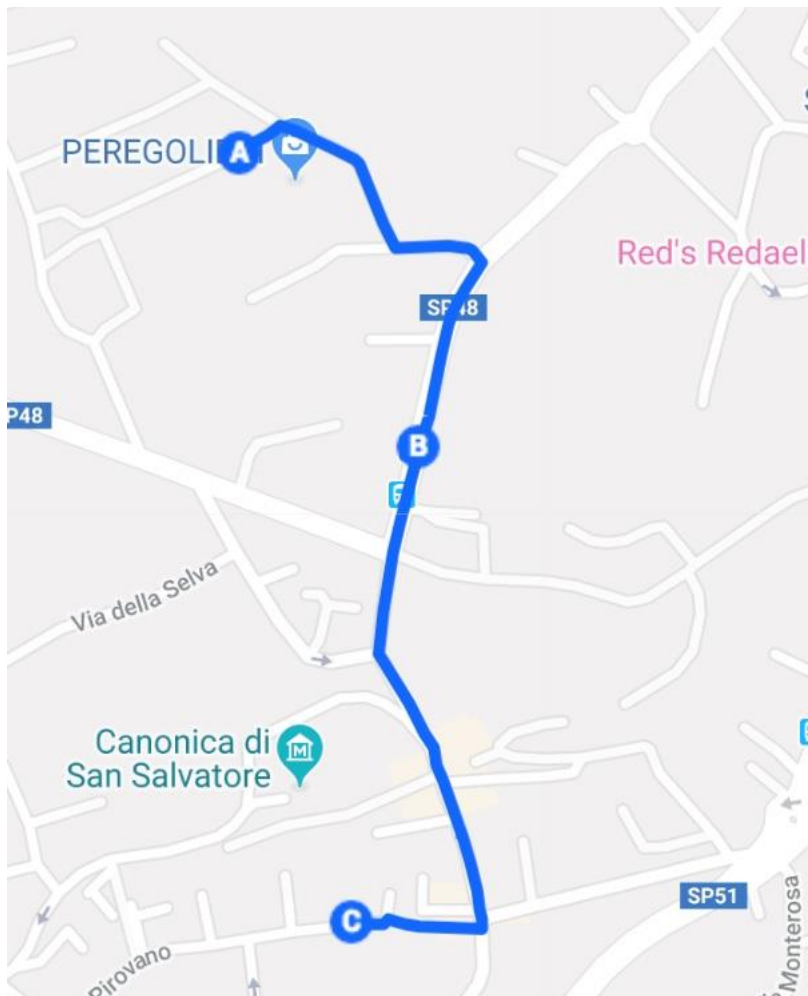 PEREGOLI
A
Red's Redael
SP48
P48
B
Via della Selva
Canonica di
San Salvatore
M
SP51
C
Pirovano
Monterosa